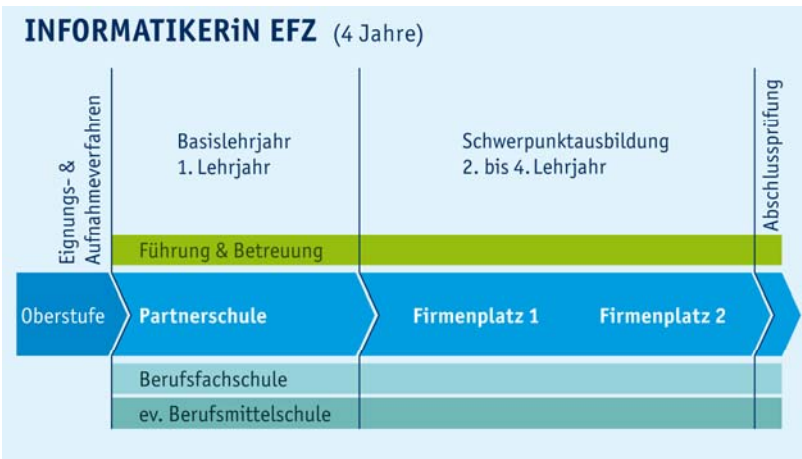 INFORMATIKERiN EFZ (4 Jahre)
Eignungs- &
Aufnahmeverfahren
Basislehrjahr
1. Lehrjahr
Schwerpunktausbildung
2. bis 4. Lehrjahr
Abschlussprüfung
Führung & Betreuung
Oberstufe
Partnerschule
Firmenplatz 1
Firmenplatz 2
Berufsfachschule
ev. Berufsmittelschule